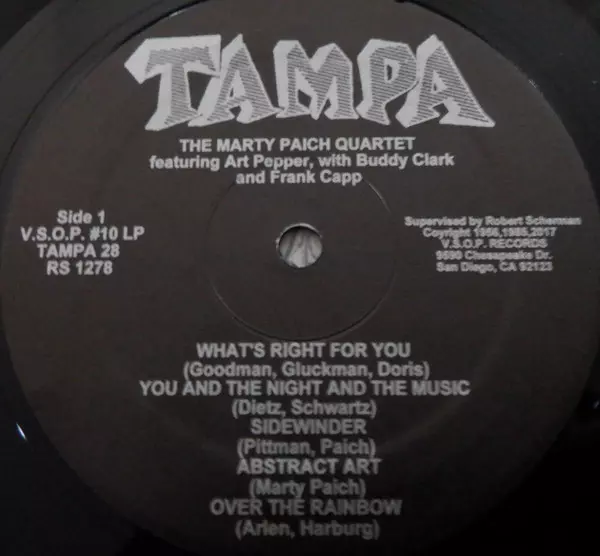 TAMPA
THE MARTY PAICH QUARTET
featuring Art Pepper, with Buddy Clark
and Frank Capp
Side 1
V.S.O.P. #10 LP
TAMPA 28
RS 1278
Supervised by Robert Scherman
Coyright 1956,1985,2017
V.S.O.P. RECORDS
9590 Chesapeake Dr.
San Diego, CA 92123
WHAT'S RIGHT FOR YOU
(Goodman, Gluckman, Doris)
YOU AND THE NIGHT AND THE MUSIC
(Dietz, Schwartz)
SIDEWINDER
(Pittman, Paich)
ABSTRACT ART
(Marty Paich)
OVER THE RAINBOW
(Arlen, Harburg)